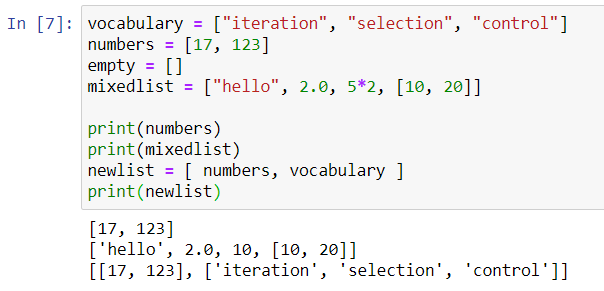 In [7]: vocabulary = ["iteration", "selection", "control"]
numbers = [17, 123]
empty = []
mixedlist = ["hello", 2.0, 5*2, [10, 20]]
print(numbers)
print(mixedlist)
newlist = [ numbers, vocabulary ]
print(newlist)
[17, 123]
['hello', 2.0, 10, [10, 20]]
[[17, 123], ['iteration', 'selection', 'control']]